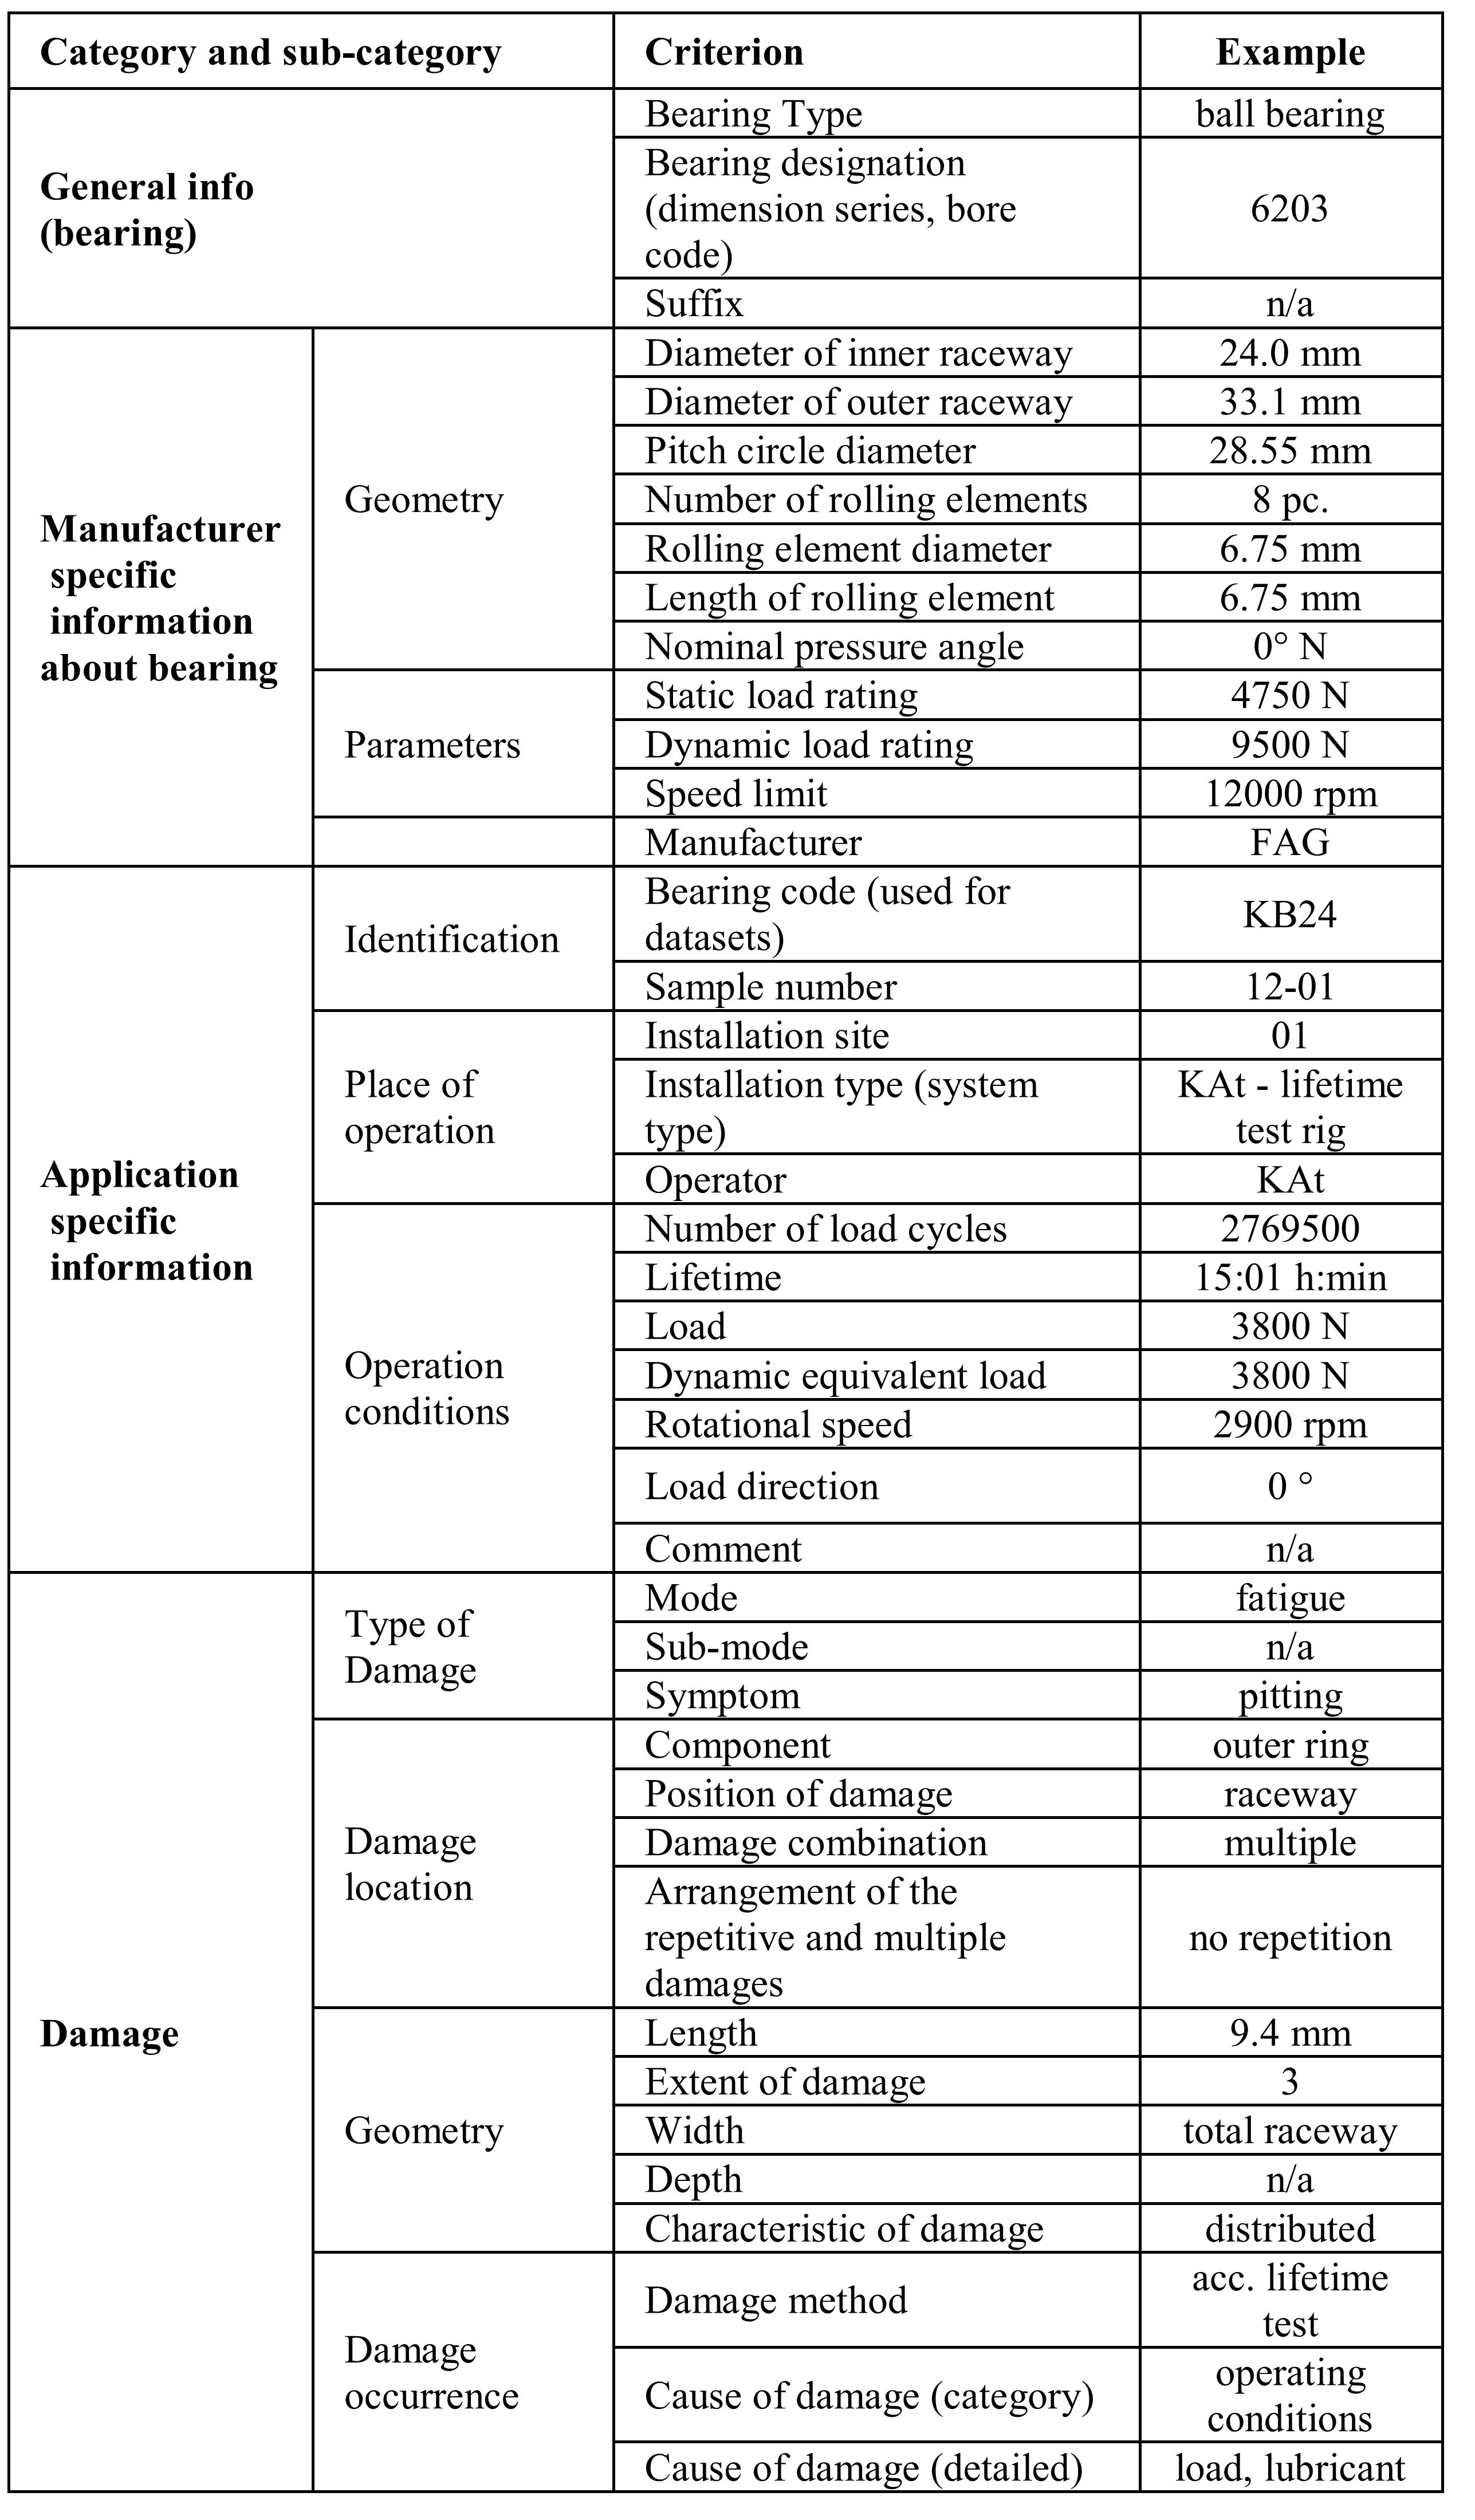 Category and sub-category Criterion Example
General info
(bearing)
Bearing Type ball bearing
Bearing designation
(dimension series, bore
code)
6203
Suffix n/a
Manufacturer
specific
information
about bearing
Geometry
Diameter of inner raceway 24.0 mm
Diameter of outer raceway 33.1 mm
Pitch circle diameter 28.55 mm
Number of rolling elements 8 pc.
Rolling element diameter 6.75 mm
Length of rolling element 6.75 mm
Nominal pressure angle 0° N
Parameters
Static load rating 4750 N
Dynamic load rating 9500 N
Speed limit 12000 rpm
Manufacturer FAG
Application
specific
information
Identification
Bearing code (used for
datasets)
KB24
Sample number 12-01
Place of
operation
Installation site 01
Installation type (system
type)
KAt - lifetime
test rig
Operator KAt
Operation
conditions
Number of load cycles 2769500
Lifetime 15:01 h:min
Load 3800 N
Dynamic equivalent load 3800 N
Rotational speed 2900 rpm
Load direction 0 °
Comment n/a
Damage
Type of
Damage
Mode fatigue
Sub-mode n/a
Symptom pitting
Damage
location
Component outer ring
Position of damage raceway
Damage combination multiple
Arrangement of the
repetitive and multiple
damages
no repetition
Geometry
Length 9.4 mm
Extent of damage 3
Width total raceway
Depth n/a
Characteristic of damage distributed
Damage
occurrence
Damage method
acc. lifetime
test
Cause of damage (category)
operating
conditions
Cause of damage (detailed) load, lubricant